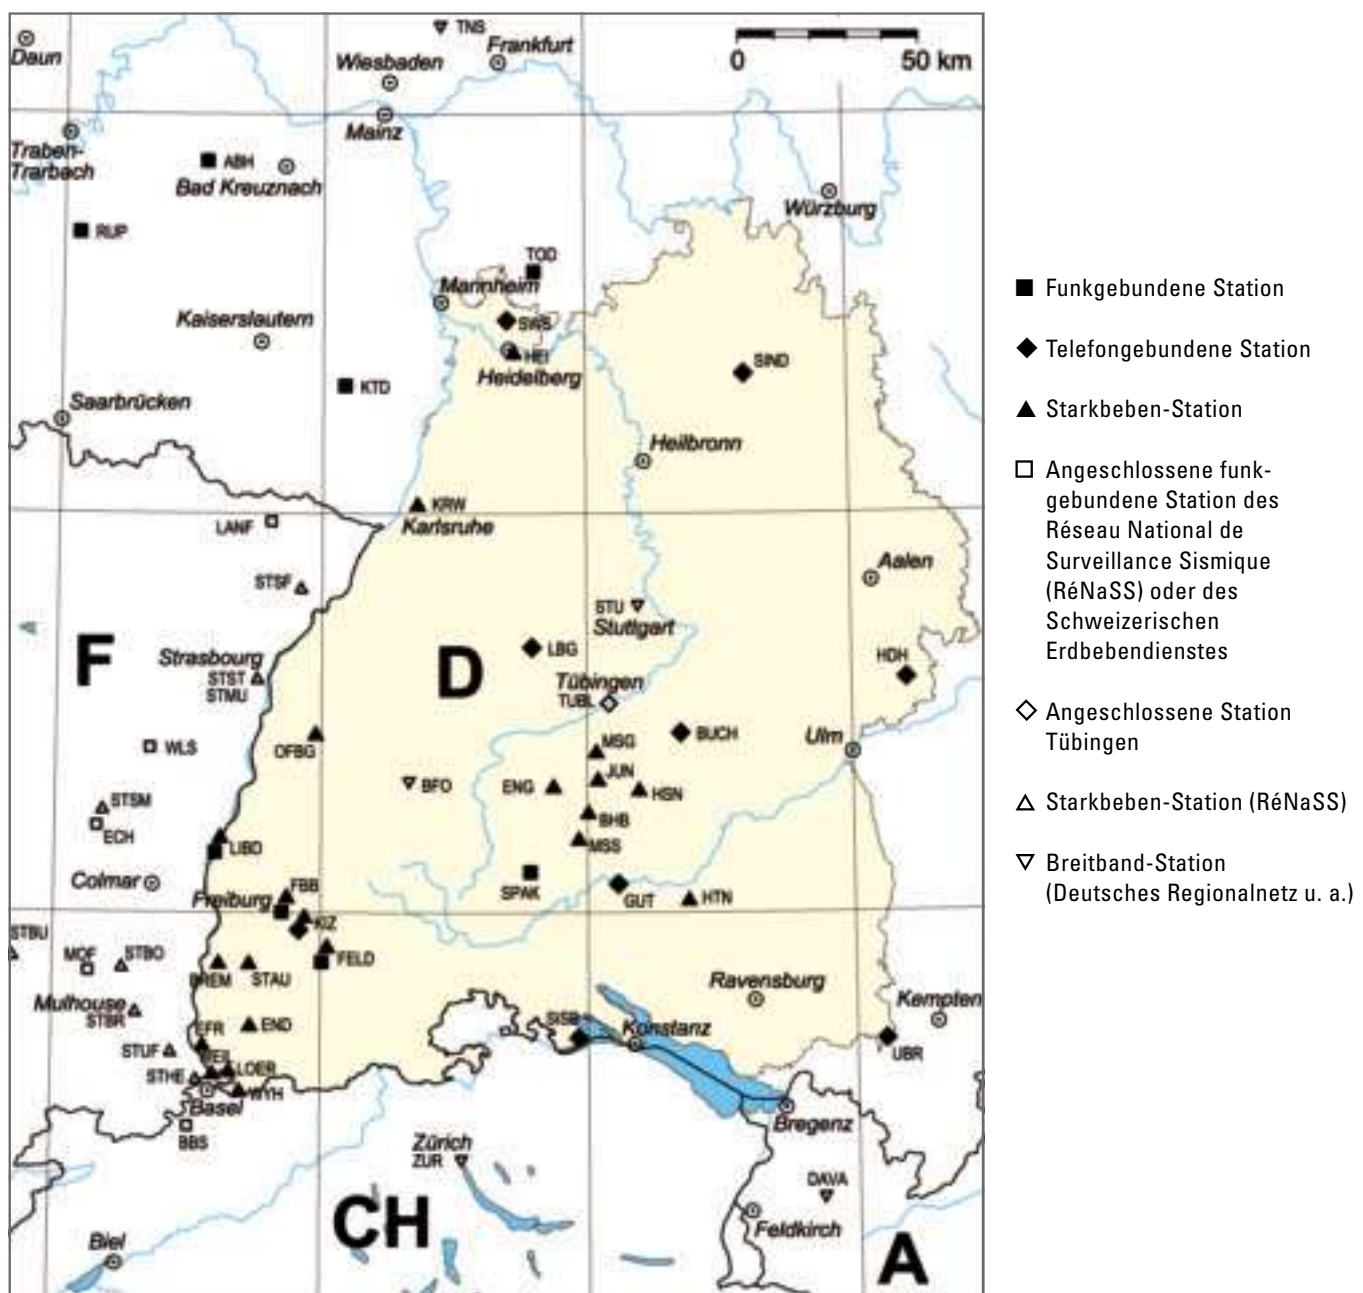 TNS
Daun
Frankfurt
Wiesbaden
0 50 km
Mainz
Traben-
Trarbach
ABH
Bad Kreuznach
Würzburg
RUP
TOD
Mannheim
Kaiserslautern
SWS
HEI
Heidelberg
SIND
KTD
Saarbrücken
Heilbronn
KRW
Karlsruhe
LANF
Aalen
STSF
STU
Stuttgart
F
D
LBG
HDH
Strasbourg
STST
STMU
Tübingen
TUBL
BUCH
Ulm
WLS
OFBG
MSG
JUN
BFO
ENG
HSN
STSM
ECH
BHB
LIBD
MSS
Colmar
FBB
Freiburg
SPAK
GUT
HTN
KIZ
STBU
MOF
STBO
FELD
BREM
STAU
Ravensburg
Kempten
Mulhouse
STBR
EFR
END
SISB
Konstanz
STUF
WEIL
LOER
UBR
STHE
WYH
Basel
Bregenz
BBS
Zürich
ZUR
DAVA
CH
Feldkirch
Biel
A
Funkgebundene Station
Telefongebundene Station
Starkbeben-Station
Angeschlossene funk-
gebundene Station des
Réseau National de
Surveillance Sismique
(RéNaSS) oder des
Schweizerischen
Erdbebendienstes
Angeschlossene Station
Tübingen
Starkbeben-Station (RéNaSS)
Breitband-Station
(Deutsches Regionalnetz u. a.)